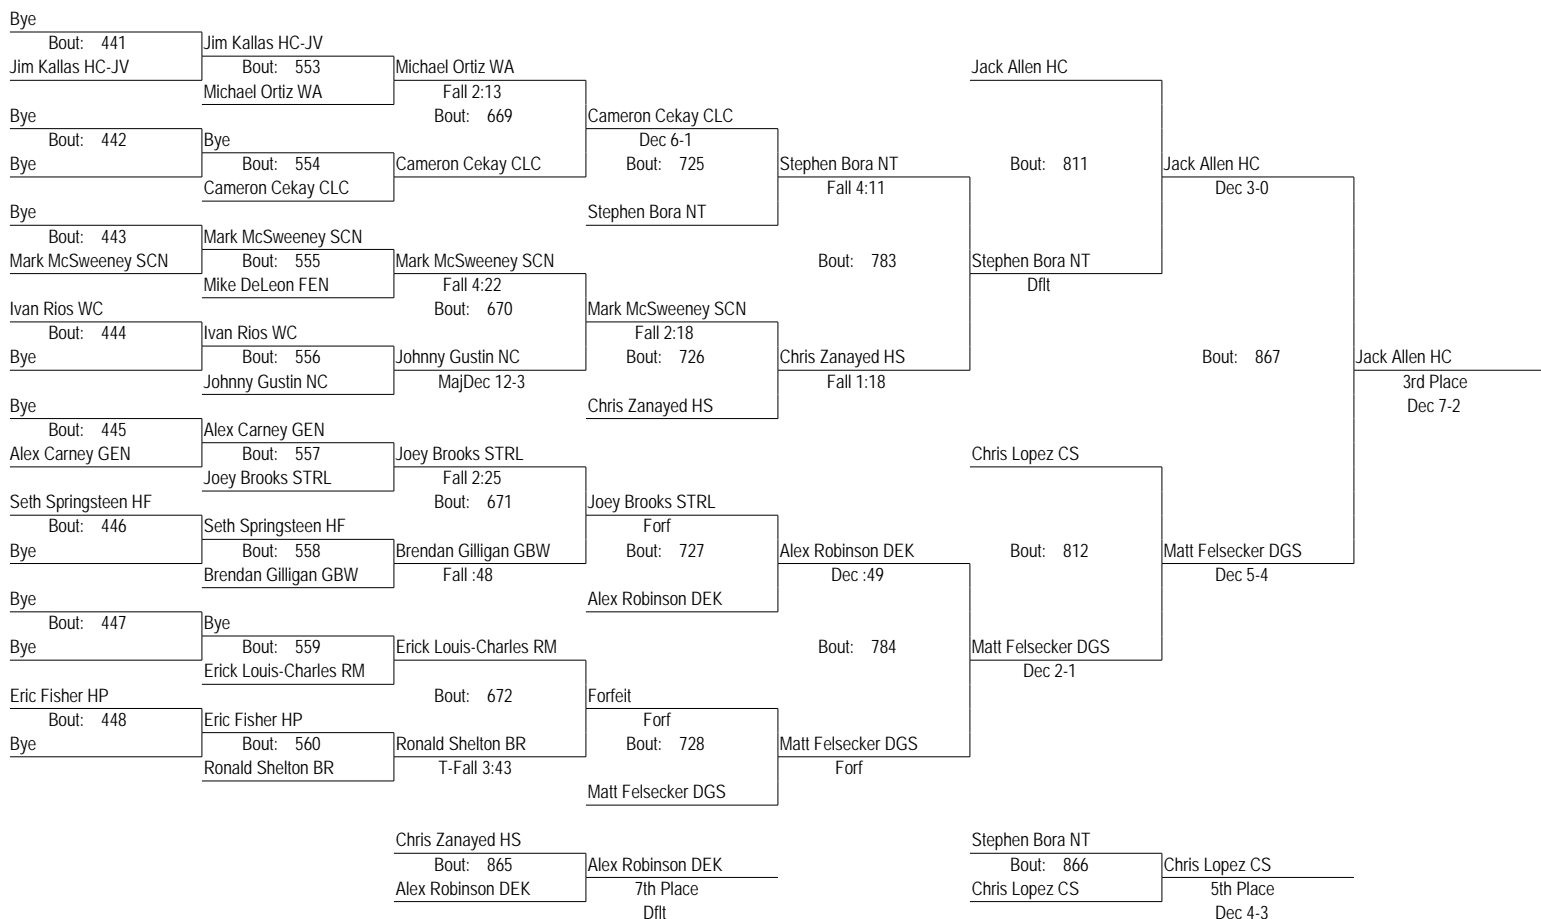 Bye
Bout: 441 Jim Kallas HC-JV
Jim Kallas HC-JV Bout: 553 Michael Ortiz WA Jack Allen HC
Michael Ortiz WA Fall 2:13
Bye Bout: 669 Cameron Cekay CLC
Bout: 442 Bye Dec 6-1
Bye Bout: 554 Cameron Cekay CLC Bout: 725 Stephen Bora NT Bout: 811 Jack Allen HC
Cameron Cekay CLC Fall 4:11 Dec 3-0
Bye Stephen Bora NT
Bout: 443 Mark McSweeney SCN
Mark McSweeney SCN Bout: 555 Mark McSweeney SCN Bout: 783 Stephen Bora NT
Mike DeLeon FEN Fall 4:22 Dflt
Ivan Rios WC Bout: 670 Mark McSweeney SCN
Bout: 444 Ivan Rios WC Fall 2:18
Bye Bout: 556 Johnny Gustin NC Bout: 726 Chris Zanayed HS Bout: 867 Jack Allen HC
Johnny Gustin NC MajDec 12-3 Fall 1:18 3rd Place
Bye Chris Zanayed HS Dec 7-2
Bout: 445 Alex Carney GEN
Alex Carney GEN Bout: 557 Joey Brooks STRL Chris Lopez CS
Joey Brooks STRL Fall 2:25
Seth Springsteen HF Bout: 671 Joey Brooks STRL
Bout: 446 Seth Springsteen HF Forf
Bye Bout: 558 Brendan Gilligan GBW Bout: 727 Alex Robinson DEK Bout: 812 Matt Felsecker DGS
Brendan Gilligan GBW Fall :48 Dec :49 Dec 5-4
Bye Alex Robinson DEK
Bout: 447 Bye
Bye Bout: 559 Erick Louis-Charles RM Bout: 784 Matt Felsecker DGS
Erick Louis-Charles RM Dec 2-1
Eric Fisher HP Bout: 672 Forfeit
Bout: 448 Eric Fisher HP Forf
Bye Bout: 560 Ronald Shelton BR Bout: 728 Matt Felsecker DGS
Ronald Shelton BR T-Fall 3:43 Forf
Matt Felsecker DGS
Chris Zanayed HS Stephen Bora NT
Bout: 865 Alex Robinson DEK Bout: 866 Chris Lopez CS
Alex Robinson DEK 7th Place Chris Lopez CS 5th Place
Dflt Dec 4-3